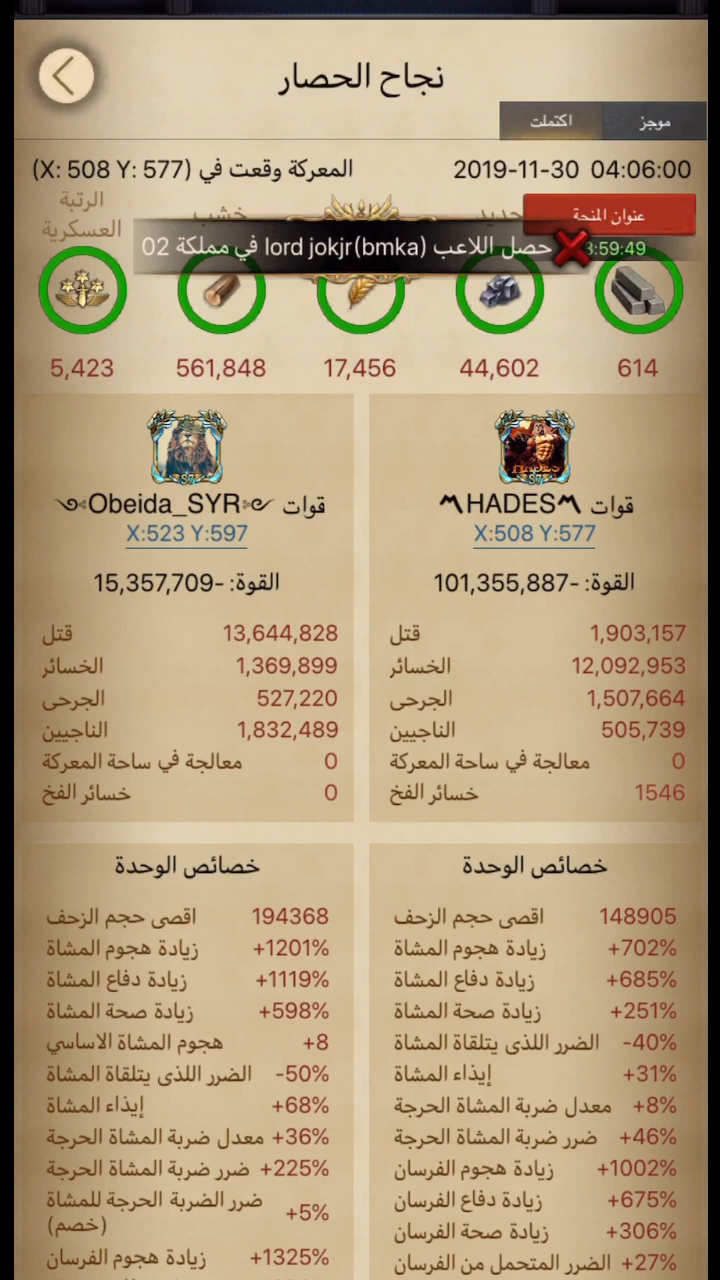 نجاح الحصار
موجز
اكتملت
2019-11-30 04:06:00
المعركة وقعت في (X: 508 Y: 577)
عنوان المنحة
حديد
خشب
الرتبة
العسكرية
3:59:49
حصل اللاعب lord jokjr(bmka) في مملكة 02
614
44,602
17,456
561,848
5,423
قوات HADES
X:508 Y:577
القوة: -101,355,887
قتل 1,903,157
الخسائر 12,092,953
الجرحى 1,507,664
الناجيين 505,739
معالجة في ساحة المعركة 0
خسائر الفخ 1546
قوات Obeida_SYR
X:523 Y:597
القوة: -15,357,709
قتل 13,644,828
الخسائر 1,369,899
الجرحى 527,220
الناجيين 1,832,489
معالجة في ساحة المعركة 0
خسائر الفخ 0
خصائص الوحدة
اقصى حجم الزحف 148905
زيادة هجوم المشاة +702%
زيادة دفاع المشاة +685%
زيادة صحة المشاة +251%
الضرر اللذى يتلقاة المشاة -40%
إيذاء المشاة +31%
معدل ضربة المشاة الحرجة +8%
ضرر ضربة المشاة الحرجة +46%
زيادة هجوم الفرسان +1002%
زيادة دفاع الفرسان +675%
زيادة صحة الفرسان +306%
الضرر المتحمل من الفرسان +27%
خصائص الوحدة
اقصى حجم الزحف 194368
زيادة هجوم المشاة +1201%
زيادة دفاع المشاة +1119%
زيادة صحة المشاة +598%
هجوم المشاة الاساسي +8
الضرر اللذى يتلقاة المشاة -50%
إيذاء المشاة +68%
معدل ضربة المشاة الحرجة +36%
ضرر ضربة المشاة الحرجة +225%
ضرر الضربة الحرجة للمشاة
(خصم) +5%
زيادة هجوم الفرسان +1325%